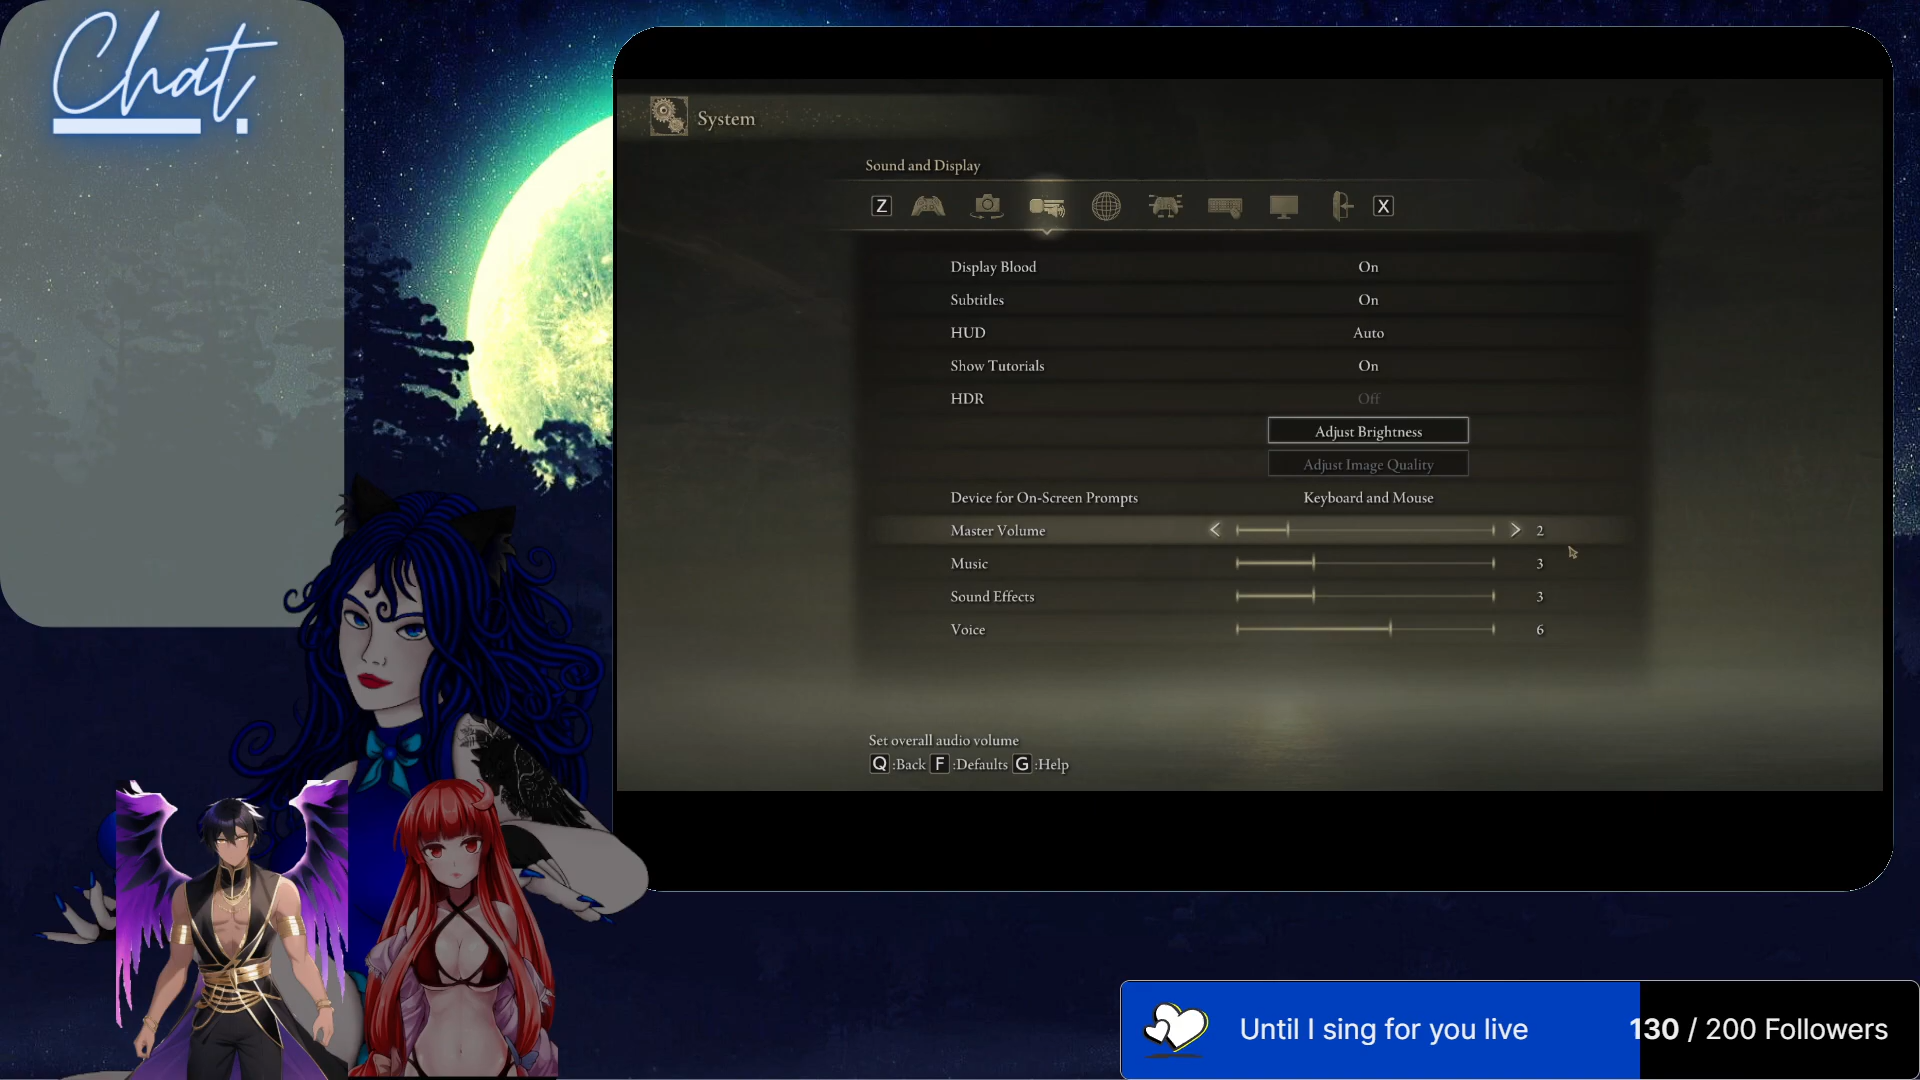 Chat.
System
Sound and Display
Z X
Display Blood On
Subtitles On
HUD Auto
Show Tutorials On
HDR Off
Adjust Brightness
Adjust Image Quality
Device for On-Screen Prompts Keyboard and Mouse
Master Volume 2
Music 3
Sound Effects 3
Voice 6
Set overall audio volume
Q :Back F :Defaults G :Help
Until I sing for you live 130 / 200 Followers